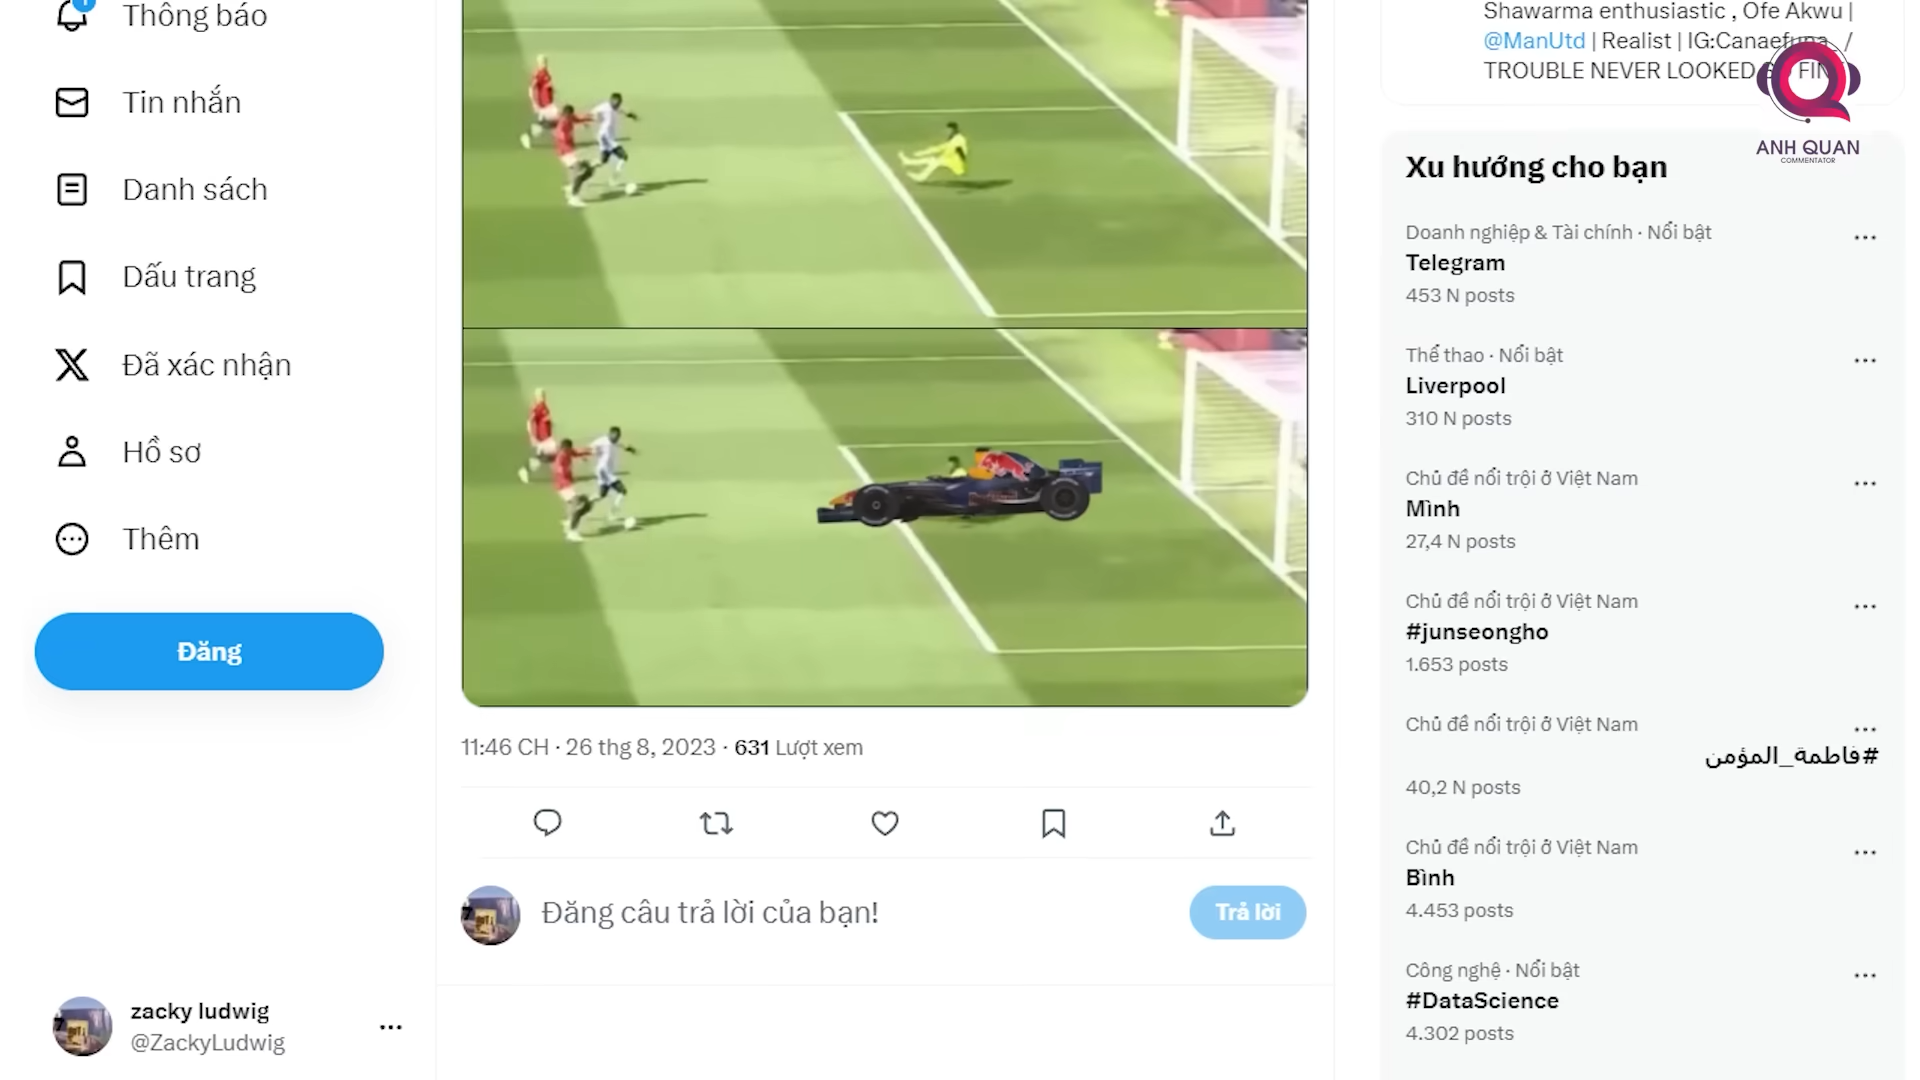 Thông báo
Tin nhắn
Danh sách
Dấu trang
Đã xác nhận
Hồ sơ
Thêm
Đăng
zacky ludwig
@ZackyLudwig
11:46 CH · 26 thg 8, 2023 · 631 Lượt xem
Đăng câu trả lời của bạn!
Trả lời
Shawarma enthusiastic , Ofe Akwu |
@ManUtd | Realist | IG:Canaefuna_ /
TROUBLE NEVER LOOKED
ANH QUAN
COMMENTATOR
Xu hướng cho bạn
Doanh nghiệp & Tài chính · Nổi bật
Telegram
453 N posts
Thể thao · Nổi bật
Liverpool
310 N posts
Chủ đề nổi trội ở Việt Nam
Mình
27,4 N posts
Chủ đề nổi trội ở Việt Nam
#junseongho
1.653 posts
Chủ đề nổi trội ở Việt Nam
#فاطمة_المؤمن
40,2 N posts
Chủ đề nổi trội ở Việt Nam
Bình
4.453 posts
Công nghệ · Nổi bật
#DataScience
4.302 posts